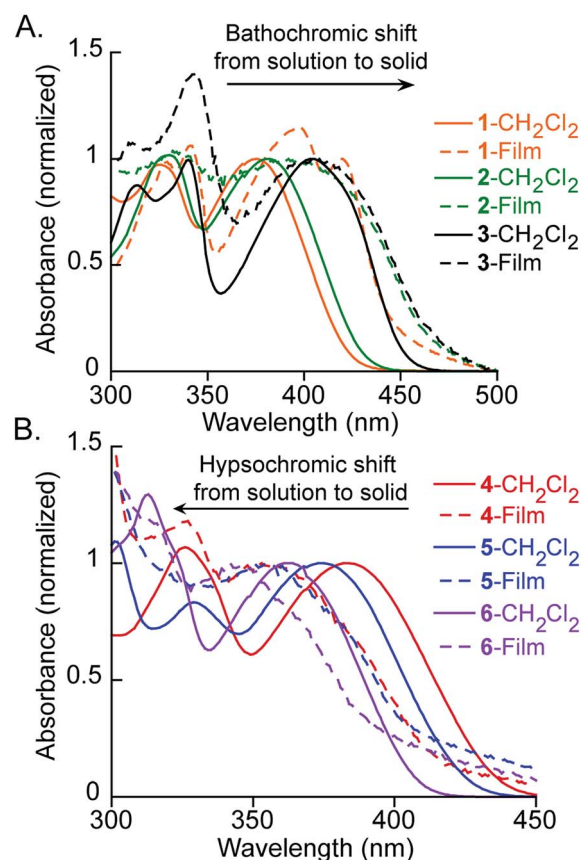 A.
Bathochromic shift
from solution to solid
1.5
1
0.5
0
Absorbance (normalized)
300
350
400
450
500
Wavelength (nm)
1-CH₂Cl₂
1-Film
2-CH₂Cl₂
2-Film
3-CH₂Cl₂
3-Film
B.
Hypsochromic shift
from solution to solid
1.5
1
0.5
0
Absorbance (normalized)
300
350
400
450
Wavelength (nm)
4-CH₂Cl₂
4-Film
5-CH₂Cl₂
5-Film
6-CH₂Cl₂
6-Film